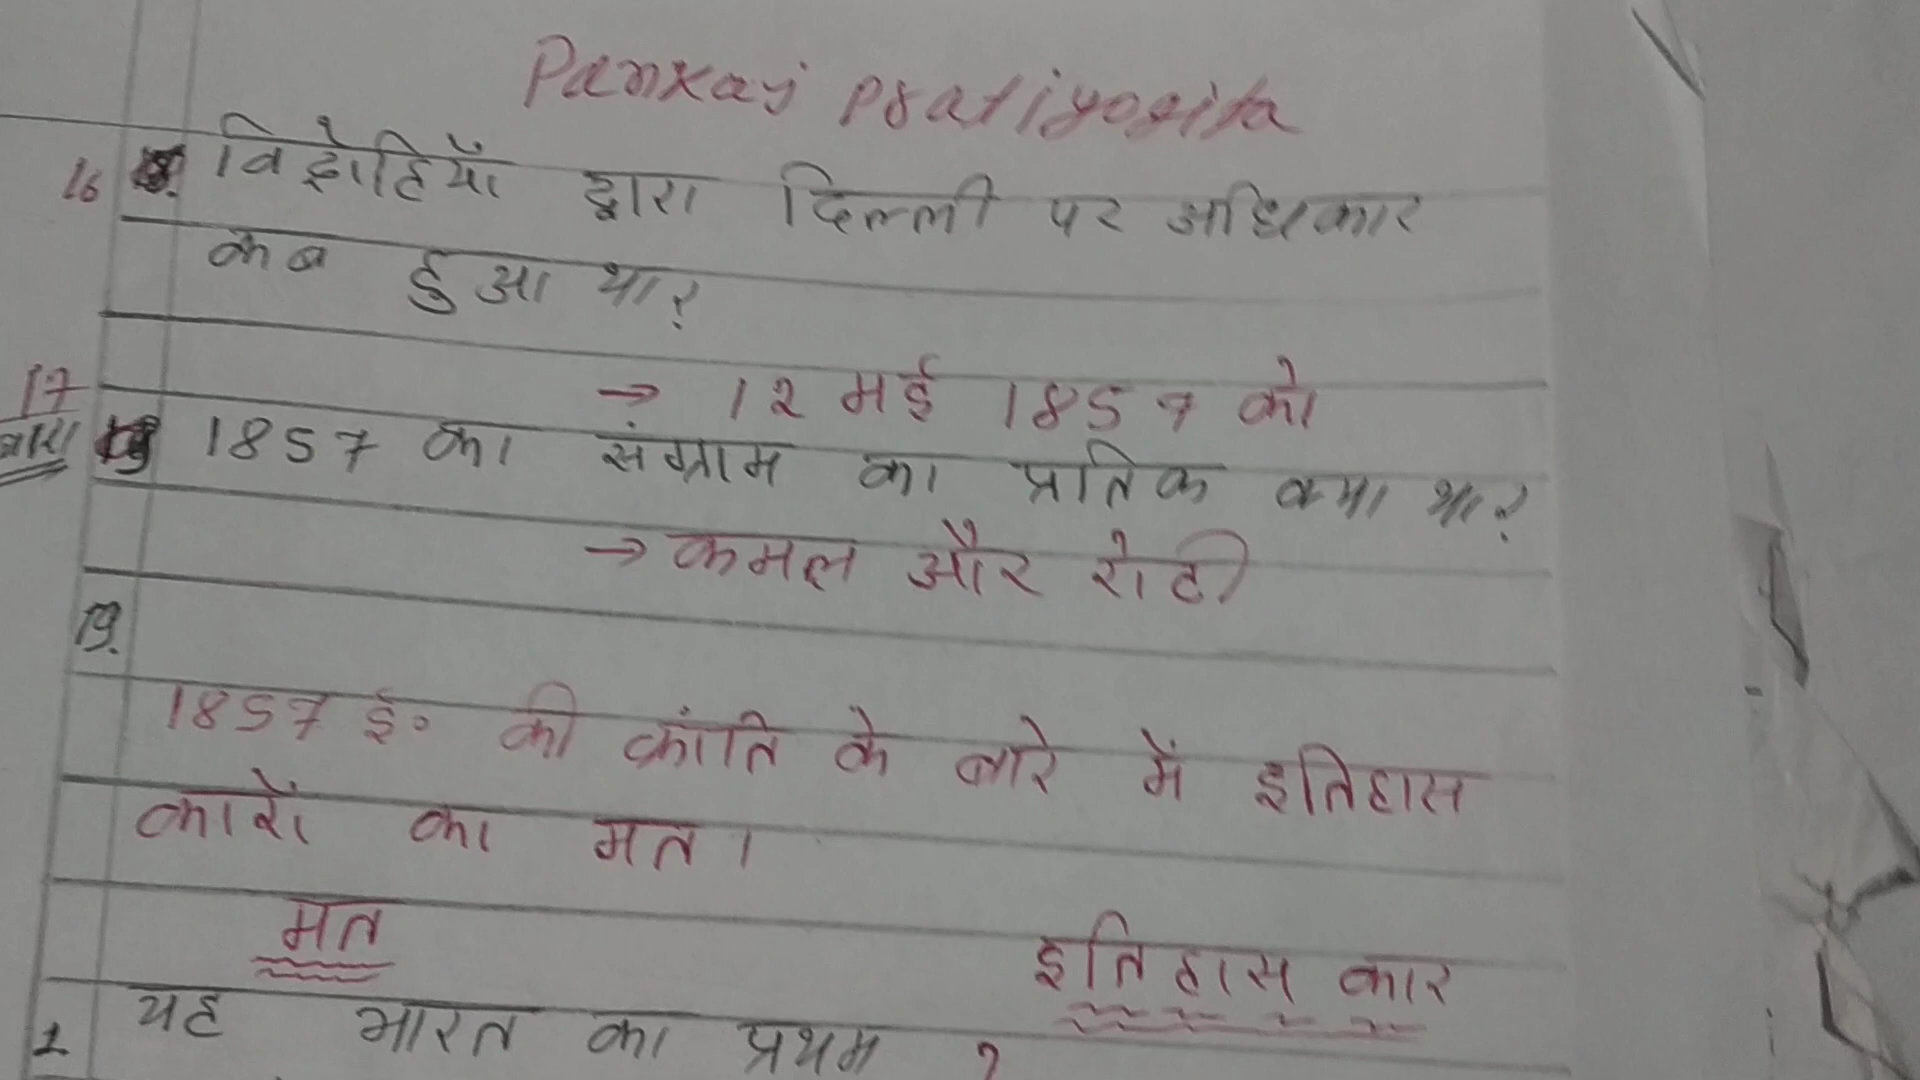 Pankaj pratiyogita
16 विद्रोहियों द्वारा दिल्ली पर अधिकार
कब हुआ था?
→ 12 मई 1857 को
17
1857 का संग्राम का प्रतिक क्या था?
→ कमल और रोटी
19.
1857 ई० की क्रांति के बारे में इतिहास
कारों का मत।
मत इतिहास कार
1 यह भारत का प्रथम